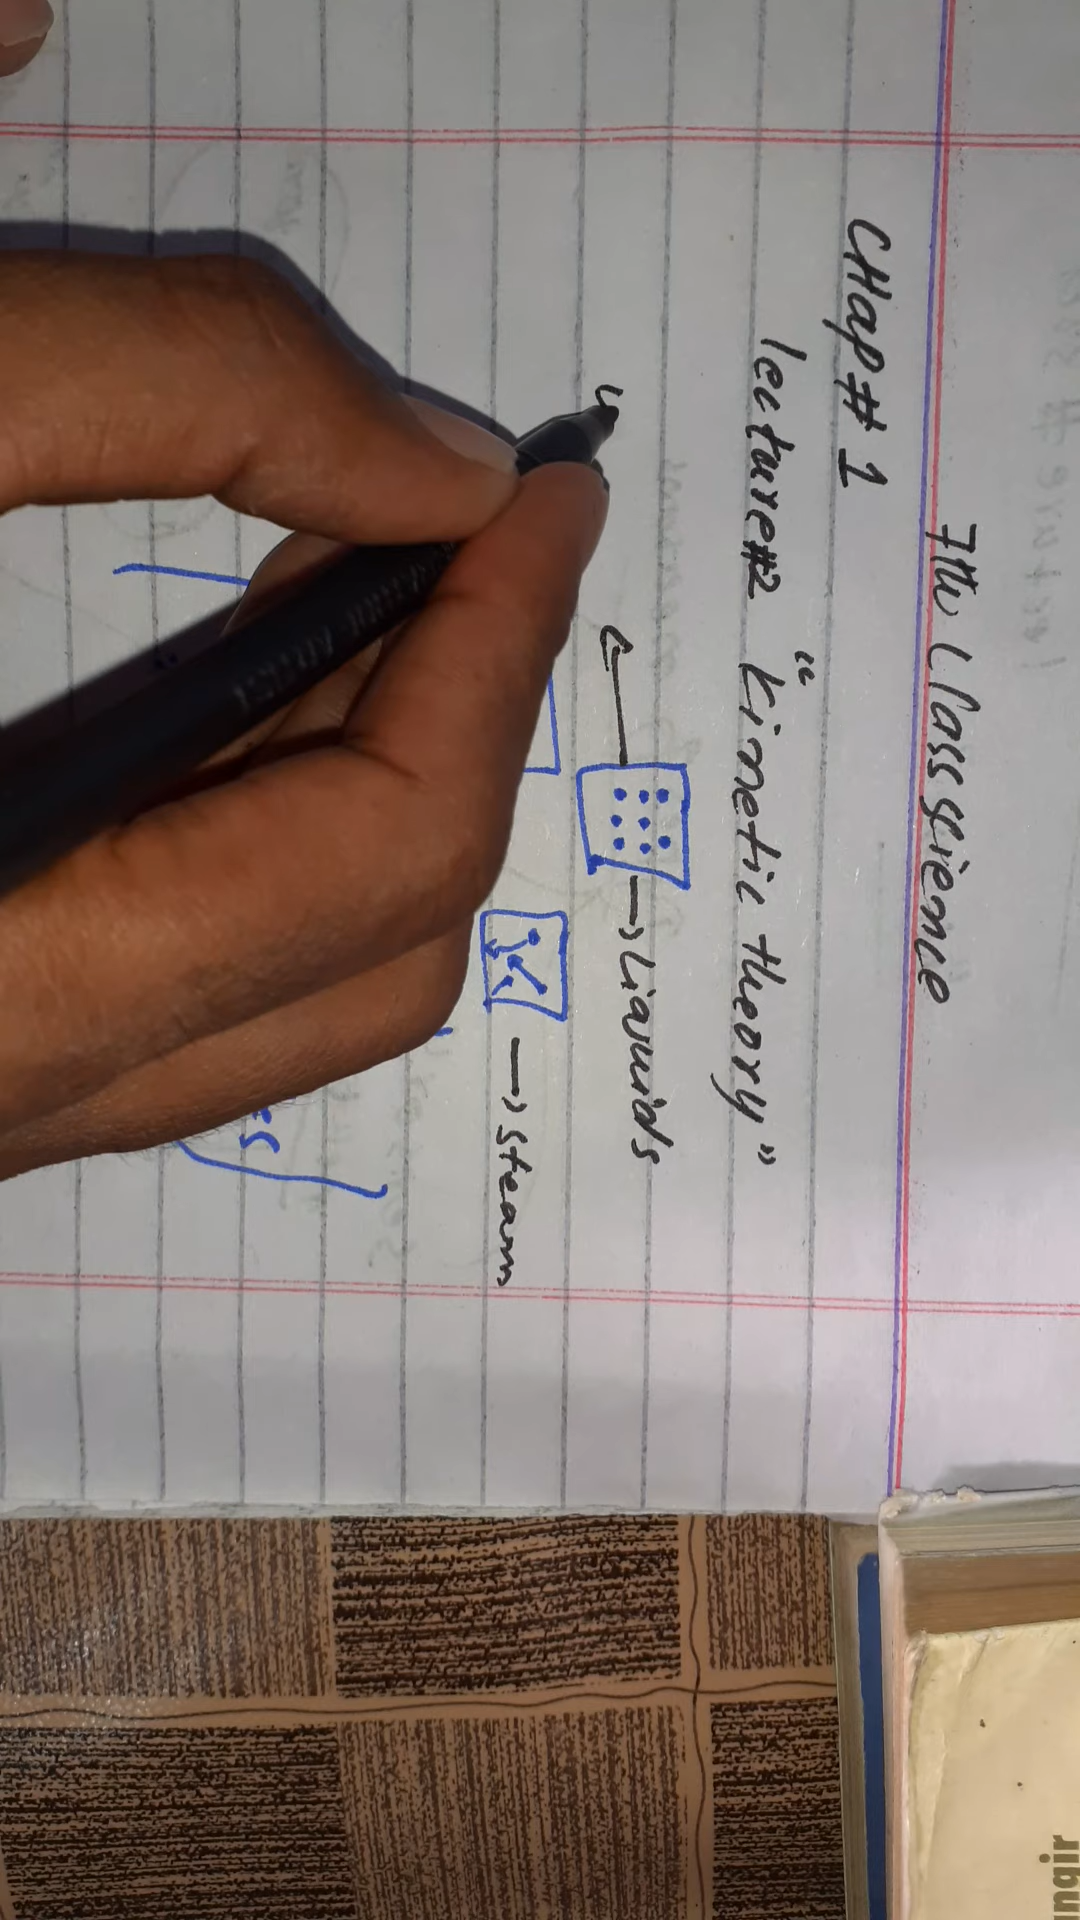 7th Class science
CHap# 1
lecture#2 "kinetic theory"
→ Liquids
→ steam